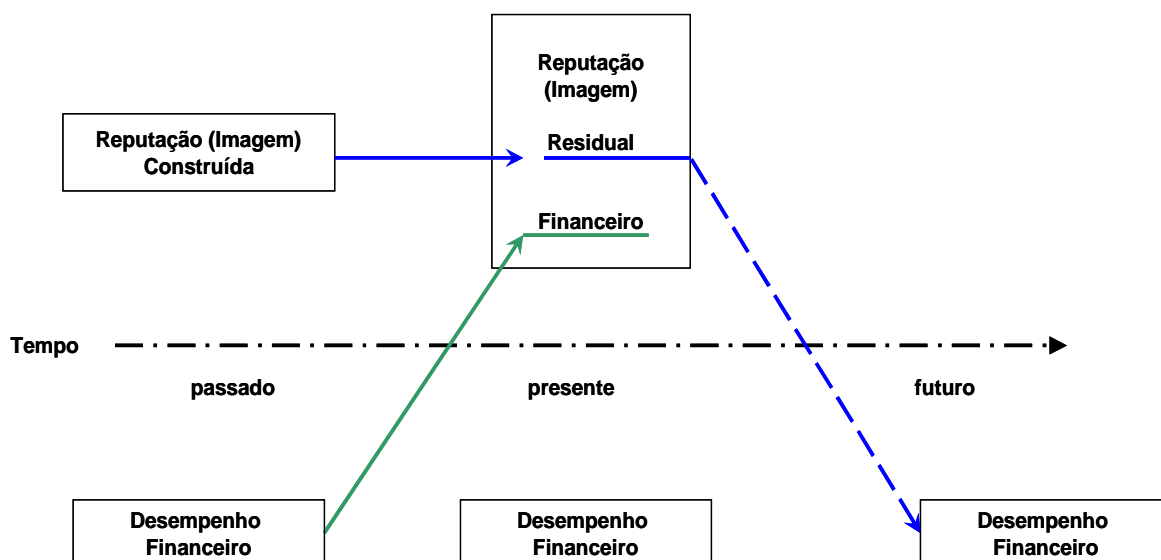 Reputação
(Imagem)
Reputação (Imagem)
Construída
Residual
Financeiro
Tempo
passado
presente
futuro
Desempenho
Financeiro
Desempenho
Financeiro
Desempenho
Financeiro